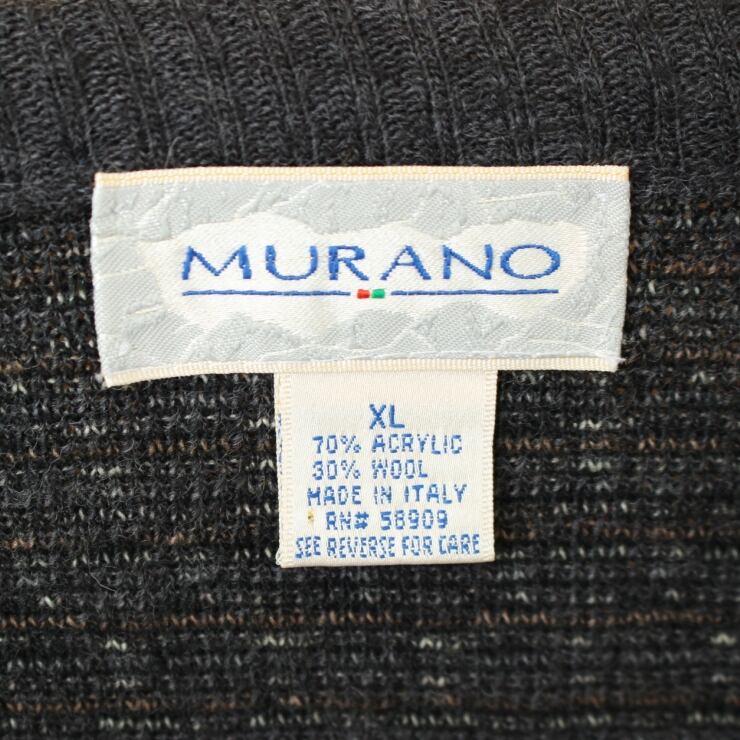 MURANO
XL
70% ACRYLIC
30% WOOL
MADE IN ITALY
RN# 58909
SEE REVERSE FOR CARE